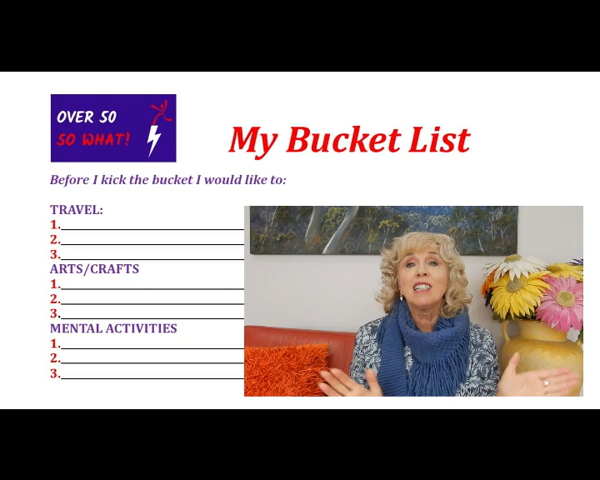 OVER 50
SO WHAT!
My Bucket List
Before I kick the bucket I would like to:
TRAVEL:
1.
2.
3.
ARTS/CRAFTS
1.
2.
3.
MENTAL ACTIVITIES
1.
2.
3.